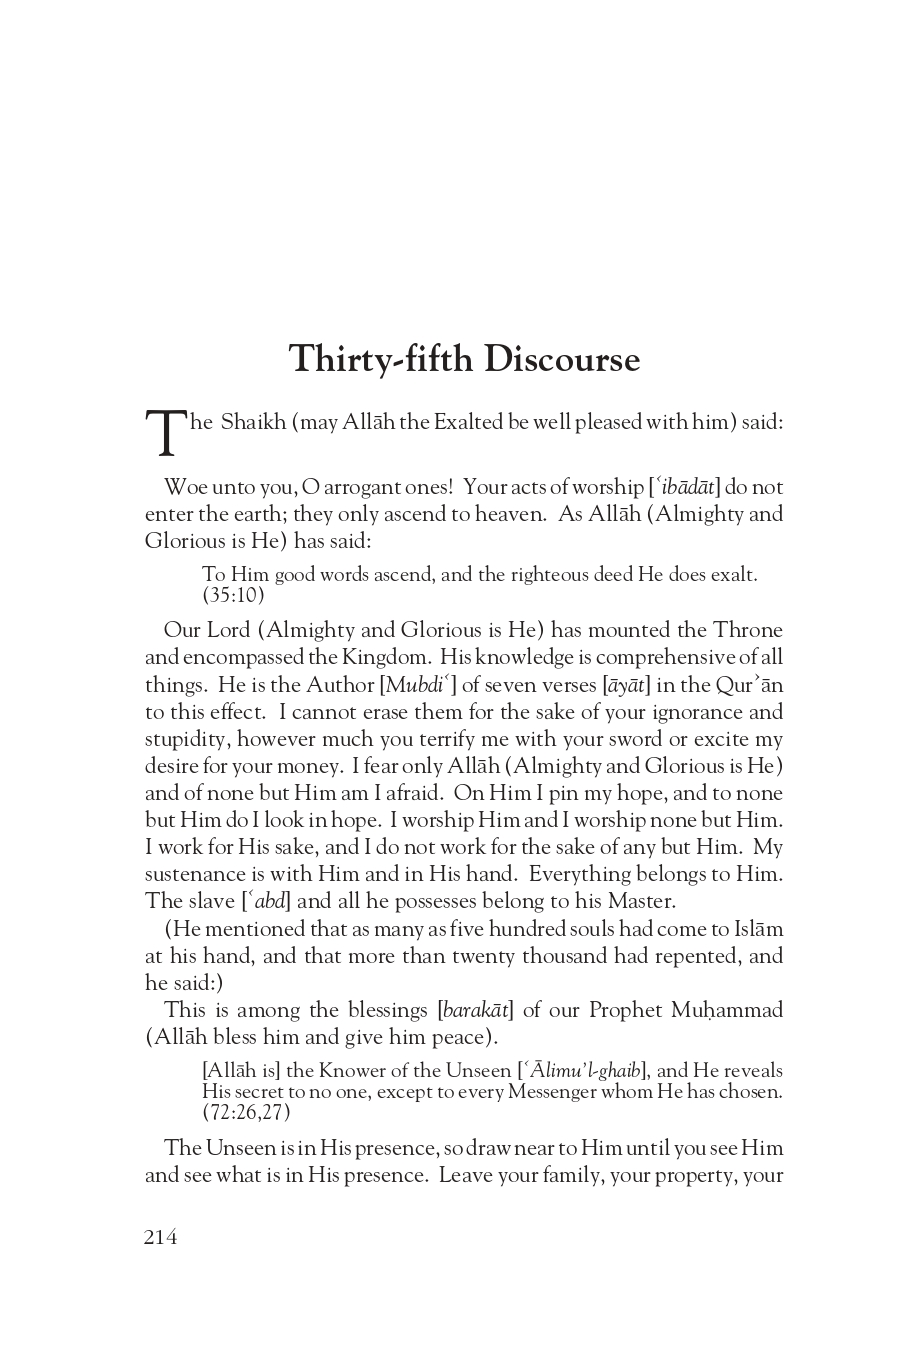 Thirty-fifth Discourse
The Shaikh (may Allāh the Exalted be well pleased with him) said:
Woe unto you, O arrogant ones! Your acts of worship [ʿibādāt] do not
enter the earth; they only ascend to heaven. As Allāh (Almighty and
Glorious is He) has said:
To Him good words ascend, and the righteous deed He does exalt.
(35:10)
Our Lord (Almighty and Glorious is He) has mounted the Throne
and encompassed the Kingdom. His knowledge is comprehensive of all
things. He is the Author [Mubdiʿ] of seven verses [āyāt] in the Qurʾān
to this effect. I cannot erase them for the sake of your ignorance and
stupidity, however much you terrify me with your sword or excite my
desire for your money. I fear only Allāh (Almighty and Glorious is He)
and of none but Him am I afraid. On Him I pin my hope, and to none
but Him do I look in hope. I worship Him and I worship none but Him.
I work for His sake, and I do not work for the sake of any but Him. My
sustenance is with Him and in His hand. Everything belongs to Him.
The slave [ʿabd] and all he possesses belong to his Master.
(He mentioned that as many as five hundred souls had come to Islām
at his hand, and that more than twenty thousand had repented, and
he said:)
This is among the blessings [barakāt] of our Prophet Muḥammad
(Allāh bless him and give him peace).
[Allāh is] the Knower of the Unseen [ʿĀlimu’l-ghaib], and He reveals
His secret to no one, except to every Messenger whom He has chosen.
(72:26,27)
The Unseen is in His presence, so draw near to Him until you see Him
and see what is in His presence. Leave your family, your property, your
214